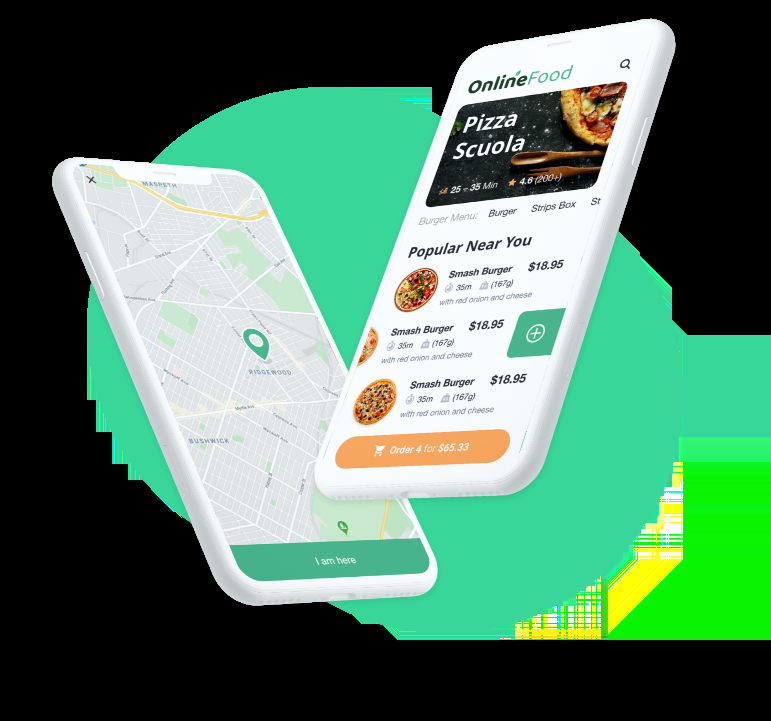 OnlineFood
Pizza
Scuola
25 - 35 Min
4.6 (200+)
Burger Menu:
Burger
Strips Box
St
Popular Near You
Smash Burger
$18.95
35m
(167g)
with red onion and cheese
Smash Burger
$18.95
35m
(167g)
with red onion and cheese
Smash Burger
$18.95
35m
(167g)
with red onion and cheese
Order 4 for $65.33
MASPETH
RIDGEWOOD
BUSHWICK
I am here